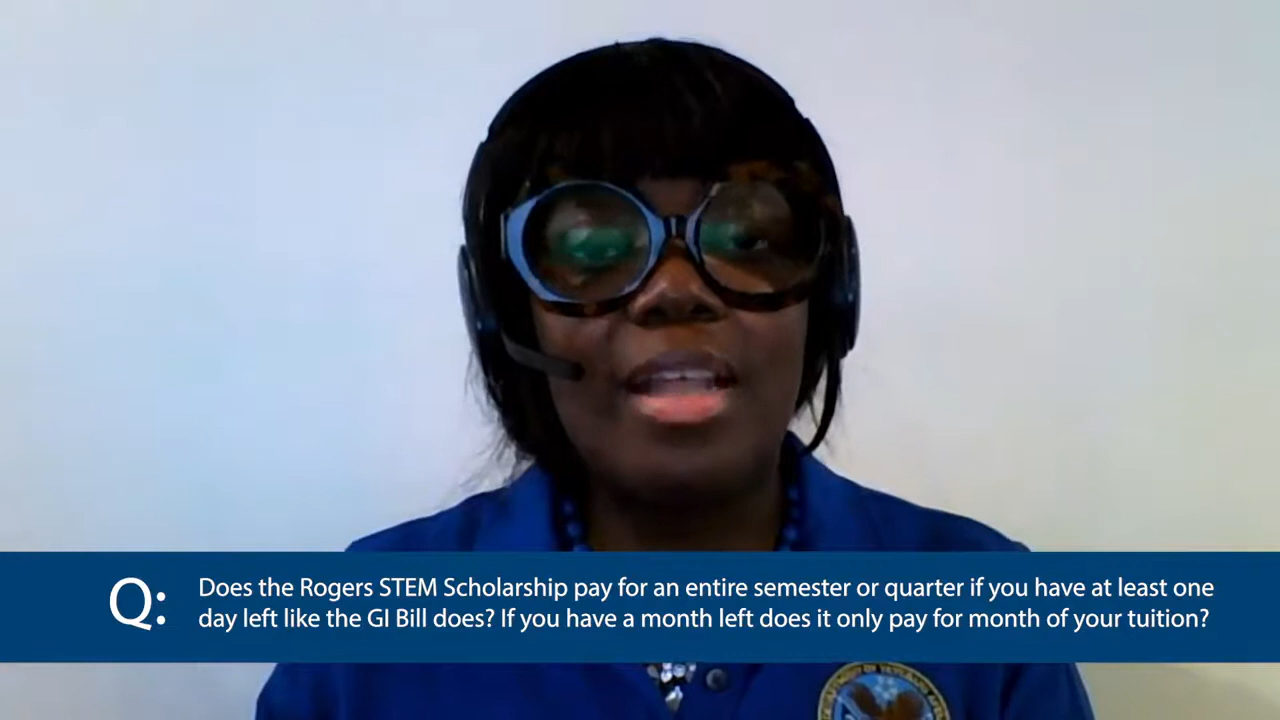 Q:
Does the Rogers STEM Scholarship pay for an entire semester or quarter if you have at least one
day left like the GI Bill does? If you have a month left does it only pay for month of your tuition?